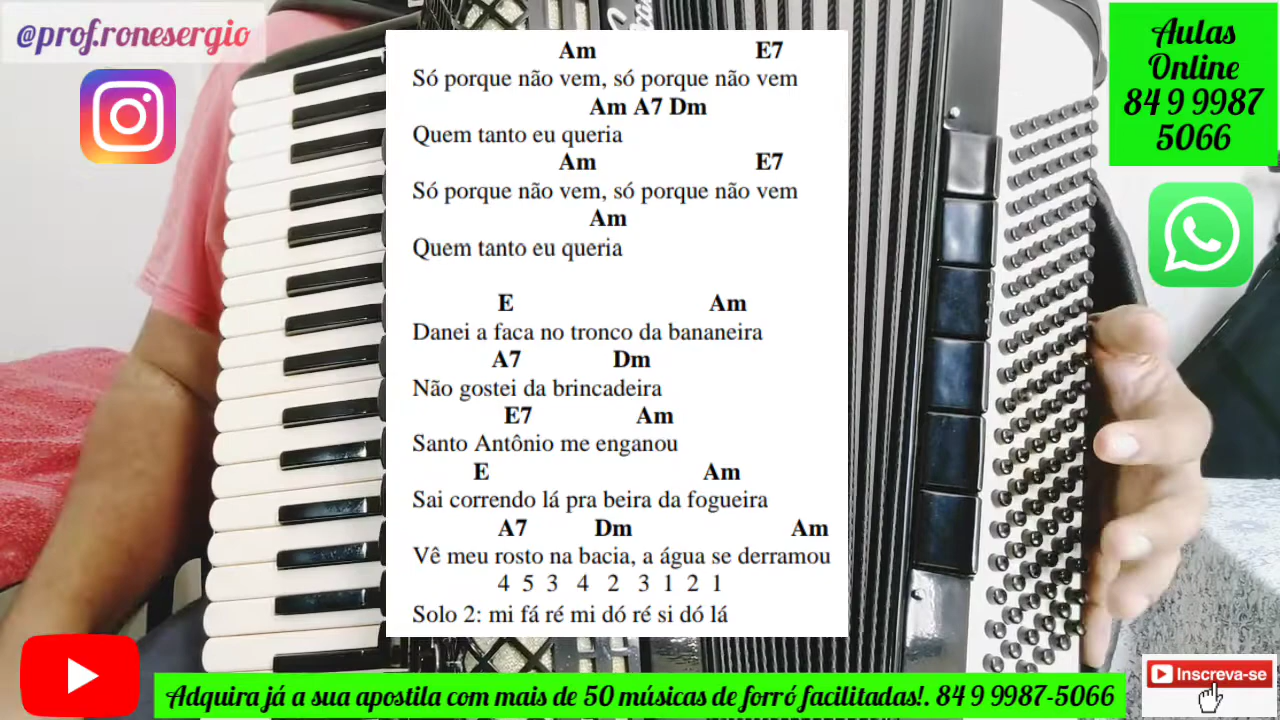 @prof.ronesergio
Aulas
Online
84 9 9987
5066
Am E7
Só porque não vem, só porque não vem
Am A7 Dm
Quem tanto eu queria
Am E7
Só porque não vem, só porque não vem
Am
Quem tanto eu queria
E Am
Danei a faca no tronco da bananeira
A7 Dm
Não gostei da brincadeira
E7 Am
Santo Antônio me enganou
E Am
Sai correndo lá pra beira da fogueira
A7 Dm Am
Vê meu rosto na bacia, a água se derramou
4 5 3 4 2 3 1 2 1
Solo 2: mi fá ré mi dó ré si dó lá
Inscreva-se
Adquira já a sua apostila com mais de 50 músicas de forró facilitadas!. 84 9 9987-5066